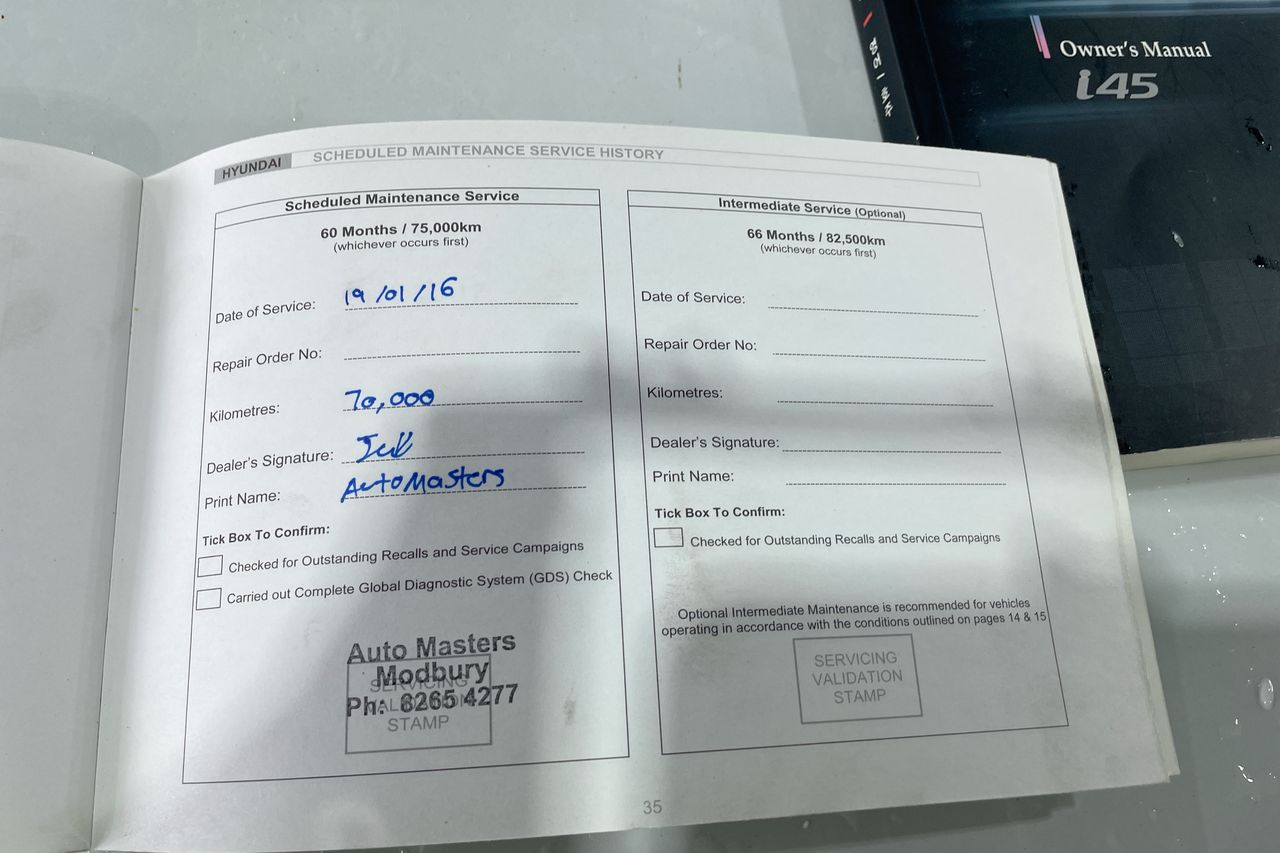 Owner's Manual
i45
HYUNDAI SCHEDULED MAINTENANCE SERVICE HISTORY
Scheduled Maintenance Service
60 Months / 75,000km
(whichever occurs first)
Date of Service: 19/01/16
Repair Order No:
Kilometres: 70,000
Dealer's Signature:
Print Name: AutoMasters
Tick Box To Confirm:
Checked for Outstanding Recalls and Service Campaigns
Carried out Complete Global Diagnostic System (GDS) Check
Auto Masters
Modbury
Ph: 8265 4277
SERVICING
VALIDATION
STAMP
Intermediate Service (Optional)
66 Months / 82,500km
(whichever occurs first)
Date of Service:
Repair Order No:
Kilometres:
Dealer's Signature:
Print Name:
Tick Box To Confirm:
Checked for Outstanding Recalls and Service Campaigns
Optional Intermediate Maintenance is recommended for vehicles
operating in accordance with the conditions outlined on pages 14 & 15
SERVICING
VALIDATION
STAMP
35